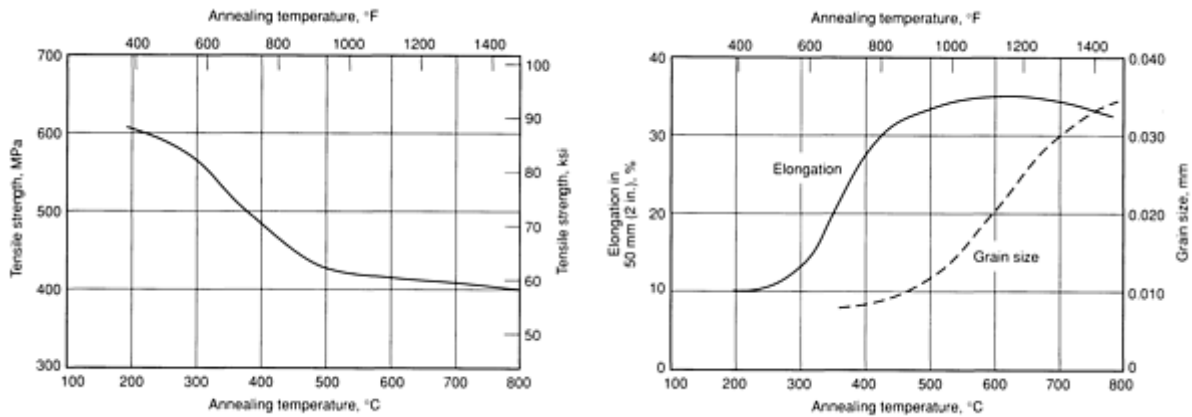 Annealing temperature, °F
400 600 800 1000 1200 1400
700
600
500
400
300
Tensile strength, MPa
100
90
80
70
60
50
Tensile strength, ksi
100 200 300 400 500 600 700 800
Annealing temperature, °C
Annealing temperature, °F
400 600 800 1000 1200 1400
40
30
20
10
0
Elongation in
50 mm (2 in.), %
Elongation
Grain size
0.040
0.030
0.020
0.010
0
Grain size, mm
100 200 300 400 500 600 700 800
Annealing temperature, °C